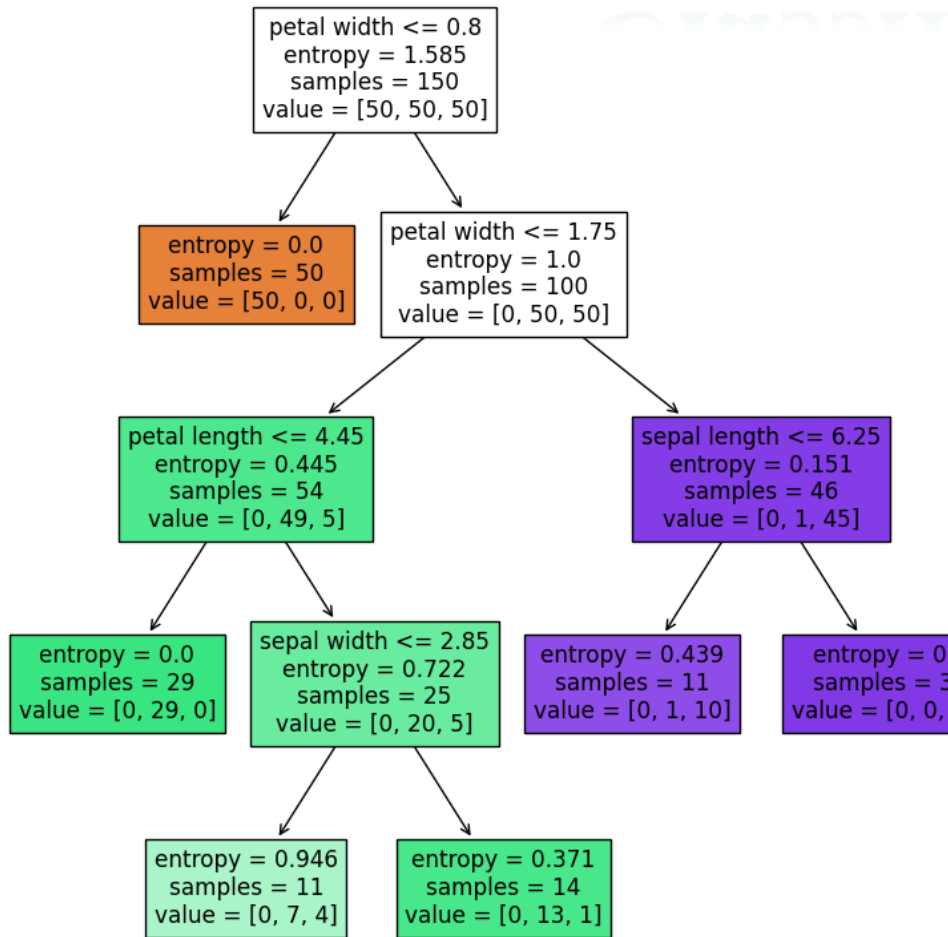 petal width <= 0.8
entropy = 1.585
samples = 150
value = [50, 50, 50]
entropy = 0.0
samples = 50
value = [50, 0, 0]
petal width <= 1.75
entropy = 1.0
samples = 100
value = [0, 50, 50]
petal length <= 4.45
entropy = 0.445
samples = 54
value = [0, 49, 5]
sepal length <= 6.25
entropy = 0.151
samples = 46
value = [0, 1, 45]
entropy = 0.0
samples = 29
value = [0, 29, 0]
sepal width <= 2.85
entropy = 0.722
samples = 25
value = [0, 20, 5]
entropy = 0.439
samples = 11
value = [0, 1, 10]
entropy = 0.
samples = 3
value = [0, 0,
entropy = 0.946
samples = 11
value = [0, 7, 4]
entropy = 0.371
samples = 14
value = [0, 13, 1]